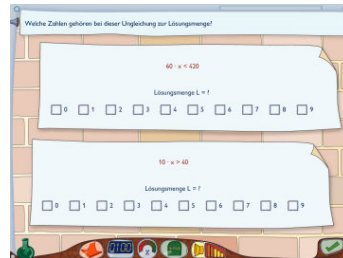 Welche Zahlen gehören bei dieser Ungleichung zur Lösungsmenge?
60 · x < 420
Lösungsmenge L = ?
0 1 2 3 4 5 6 7 8 9
10 · x > 40
Lösungsmenge L = ?
0 1 2 3 4 5 6 7 8 9
0100